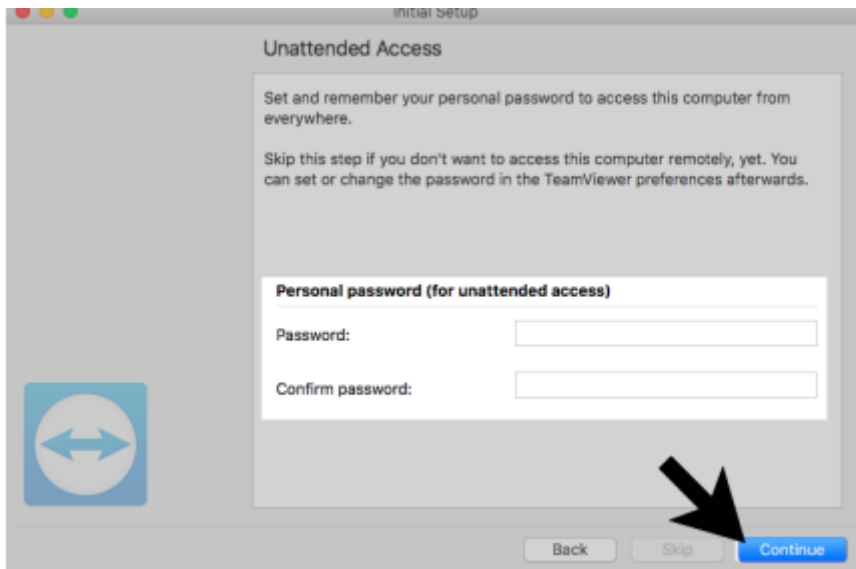 Initial Setup
Unattended Access
Set and remember your personal password to access this computer from
everywhere.
Skip this step if you don't want to access this computer remotely, yet. You
can set or change the password in the TeamViewer preferences afterwards.
Personal password (for unattended access)
Password:
Confirm password:
Back
Skip
Continue